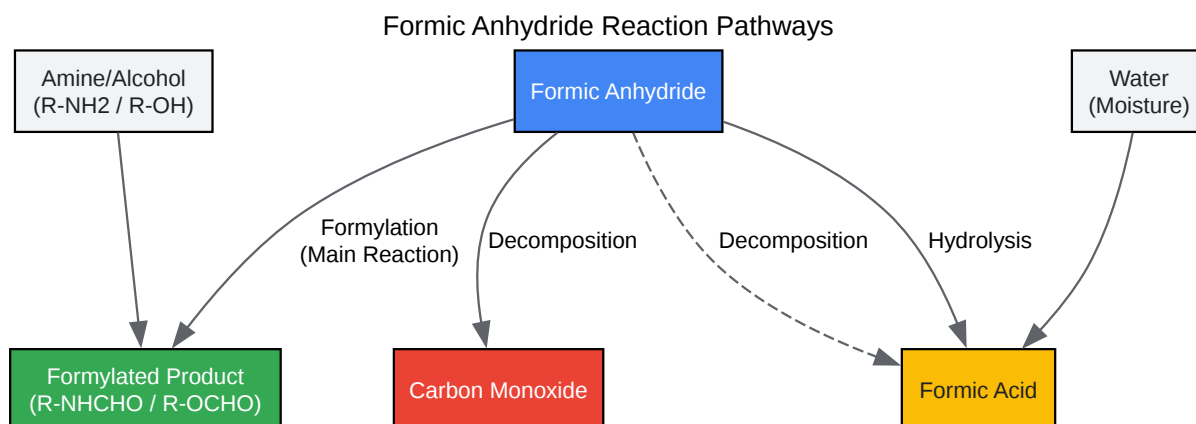 Formic Anhydride Reaction Pathways
Amine/Alcohol
(R-NH2 / R-OH)
Formic Anhydride
Water
(Moisture)
Formylation
(Main Reaction)
Decomposition
Decomposition
Hydrolysis
Formylated Product
(R-NHCHO / R-OCHO)
Carbon Monoxide
Formic Acid